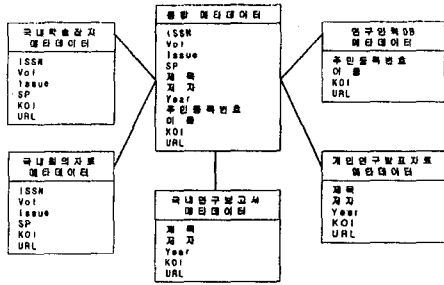 국내학술잡지
메타데이터
ISSN
Vol
Issue
SP
KOI
URL
통합 메타데이터
ISSN
Vol
Issue
SP
제목
저자
Year
주민등록번호
이름
KOI
URL
연구인력DB
메타데이터
주민등록번호
이름
KOI
URL
국내회의자료
메타데이터
ISSN
Vol
Issue
SP
KOI
URL
국내연구보고서
메타데이터
제목
저자
Year
KOI
URL
개인연구발표자료
메타데이터
제목
저자
Year
KOI
URL